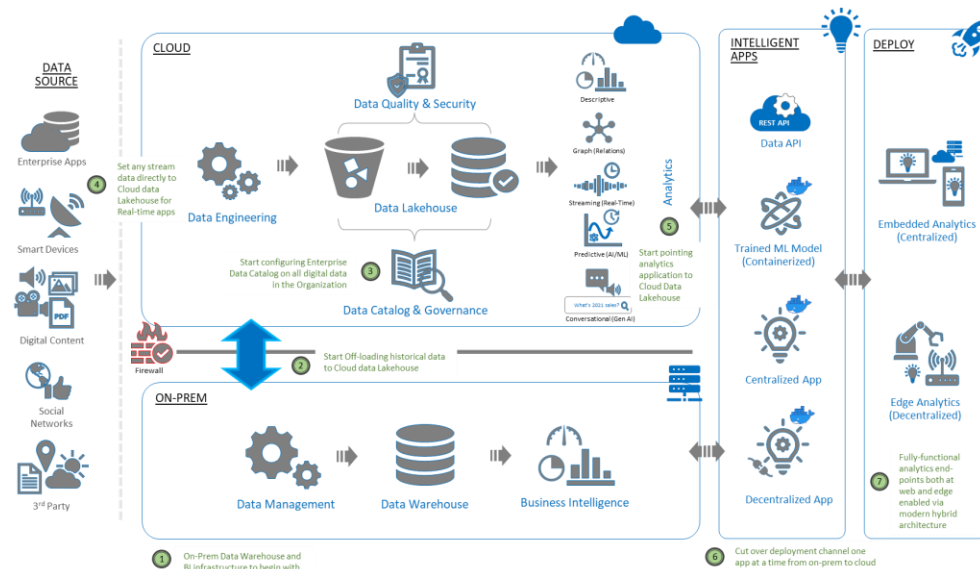 DATA
SOURCE
Enterprise Apps
Smart Devices
Digital Content
PDF
Social
Networks
3rd Party
CLOUD
4
Set any stream
data directly to
Cloud data
Lakehouse for
Real-time apps
Data Engineering
Data Quality & Security
Data Lakehouse
Start configuring Enterprise
Data Catalog on all digital data
in the Organization
3
Data Catalog & Governance
Descriptive
Graph (Relations)
Streaming (Real-Time)
Predictive (AI/ML)
What's 2021 sales?
Conversational (Gen AI)
Analytics
5
Start pointing
analytics
application to
Cloud Data
Lakehouse
Firewall
2
Start Off-loading historical data
to Cloud data Lakehouse
ON-PREM
Data Management
Data Warehouse
Business Intelligence
1
On-Prem Data Warehouse and
BI infrastructure to begin with
INTELLIGENT
APPS
REST API
Data API
Trained ML Model
(Containerized)
Centralized App
Decentralized App
6
Cut over deployment channel one
app at a time from on-prem to cloud
DEPLOY
Embedded Analytics
(Centralized)
Edge Analytics
(Decentralized)
7
Fully-functional
analytics end-
points both at
web and edge
enabled via
modern hybrid
architecture